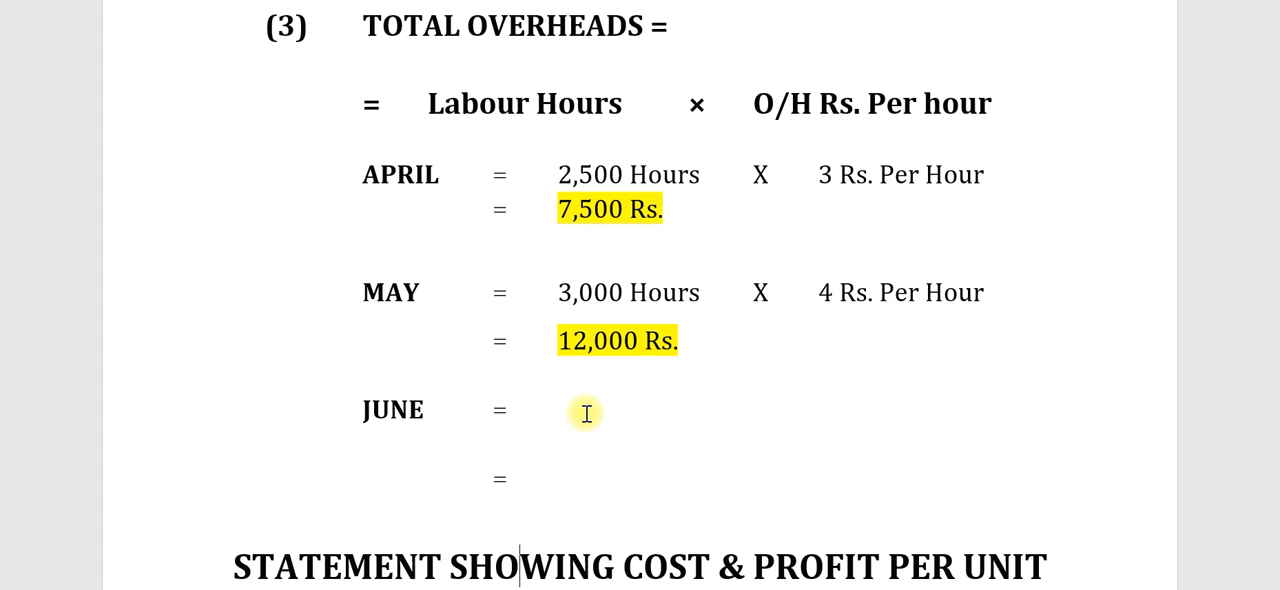 (3) TOTAL OVERHEADS =
= Labour Hours × O/H Rs. Per hour
APRIL = 2,500 Hours X 3 Rs. Per Hour
= 7,500 Rs.
MAY = 3,000 Hours X 4 Rs. Per Hour
= 12,000 Rs.
JUNE =
=
STATEMENT SHOWING COST & PROFIT PER UNIT